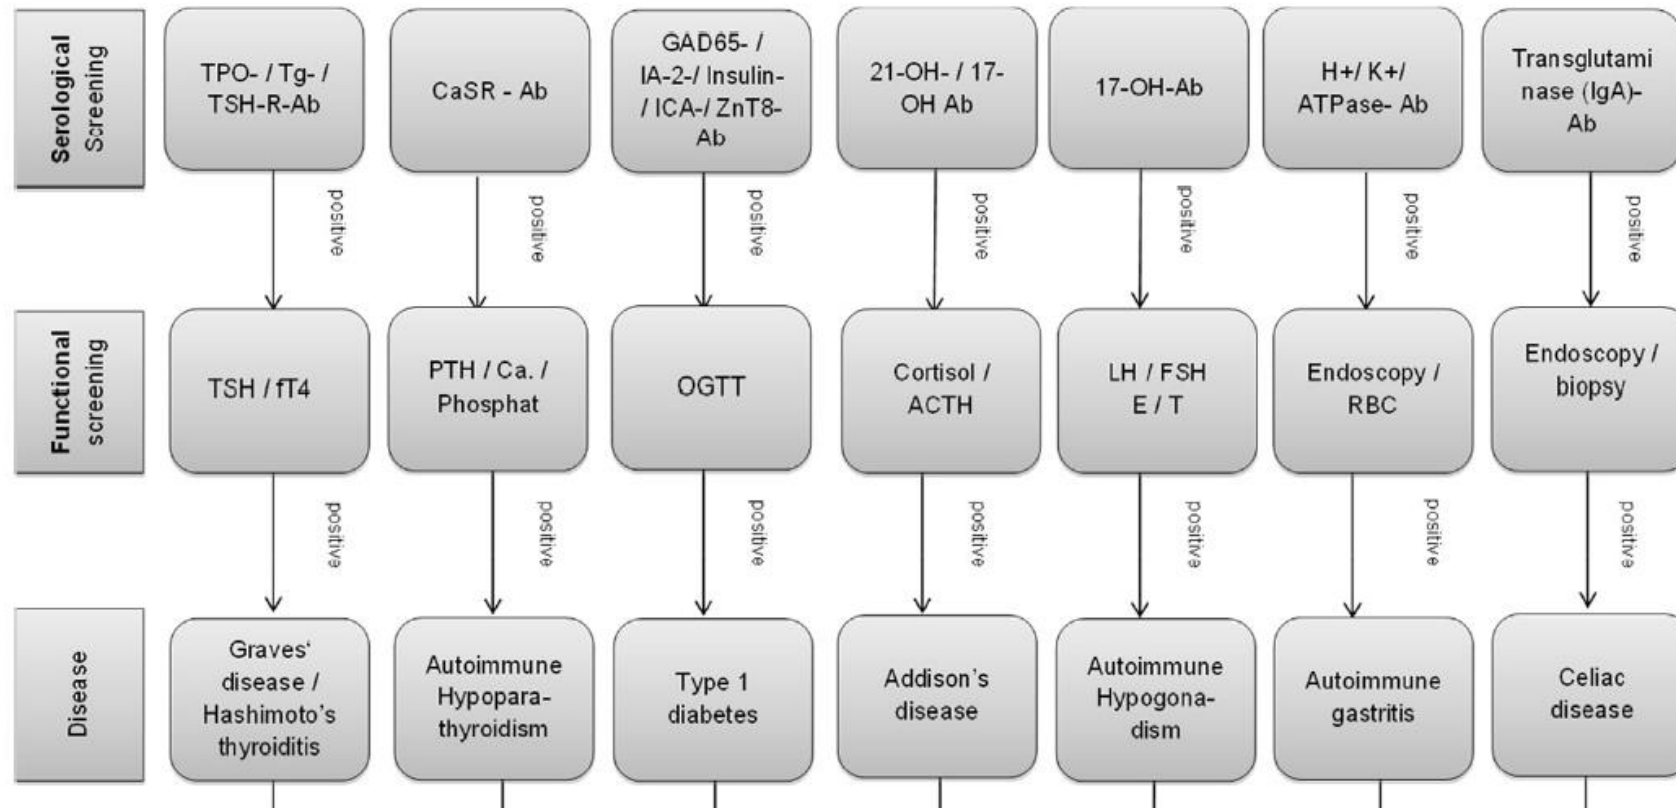 Serological
Screening
TPO- / Tg- /
TSH-R-Ab
CaSR - Ab
GAD65- /
IA-2-/ Insulin-
/ ICA-/ ZnT8-
Ab
21-OH- / 17-
OH Ab
17-OH-Ab
H+/ K+/
ATPase- Ab
Transglutami
nase (IgA)-
Ab
positive
positive
positive
positive
positive
positive
positive
Functional
screening
TSH / fT4
PTH / Ca. /
Phosphat
OGTT
Cortisol /
ACTH
LH / FSH
E / T
Endoscopy /
RBC
Endoscopy /
biopsy
positive
positive
positive
positive
positive
positive
positive
Disease
Graves‘
disease /
Hashimoto’s
thyroiditis
Autoimmune
Hypopara-
thyroidism
Type 1
diabetes
Addison’s
disease
Autoimmune
Hypogona-
dism
Autoimmune
gastritis
Celiac
disease